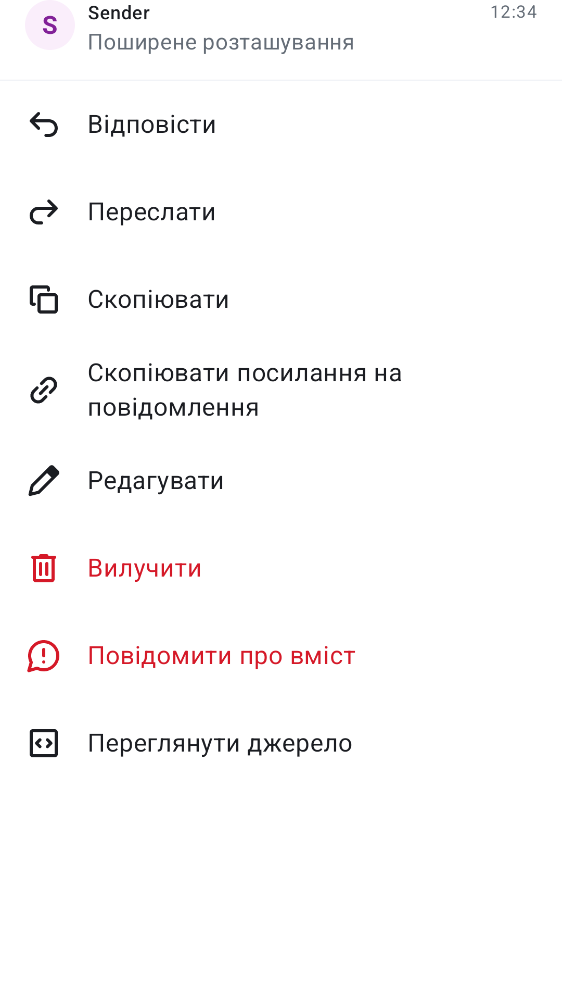 S
Sender
12:34
Поширене розташування
Відповісти
Переслати
Скопіювати
Скопіювати посилання на
повідомлення
Редагувати
Вилучити
Повідомити про вміст
Переглянути джерело